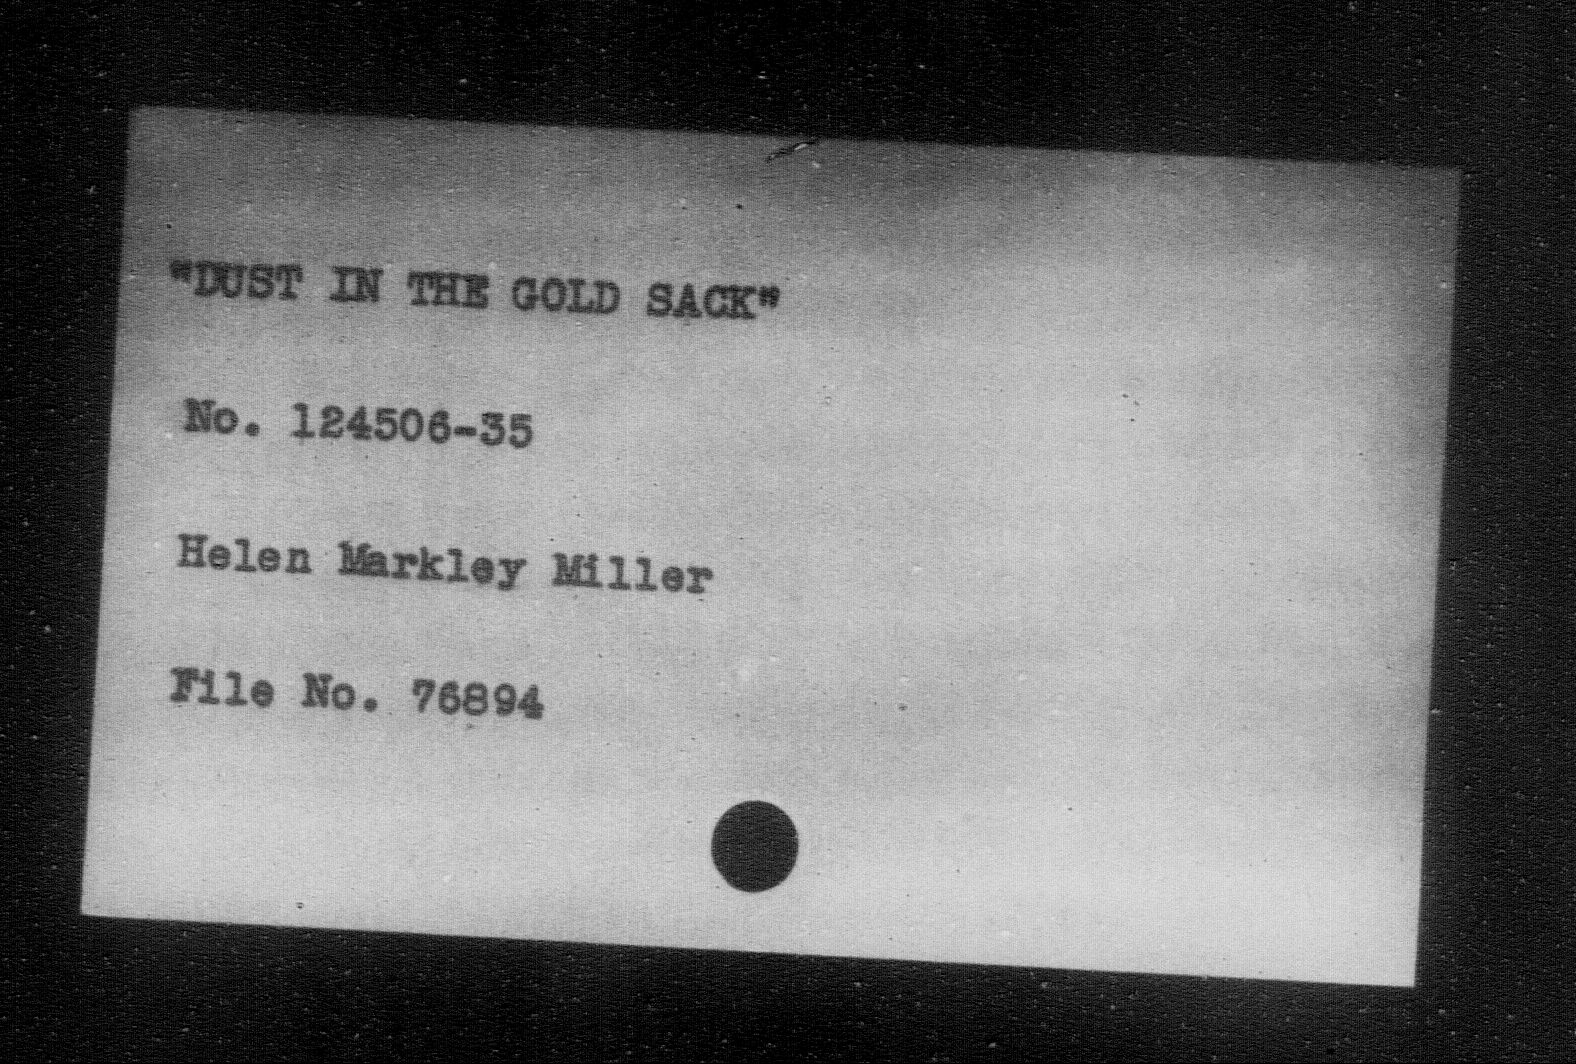 "DUST IN THE GOLD SACK"
No. 124506-35
Helen Markley Miller
File No. 76894